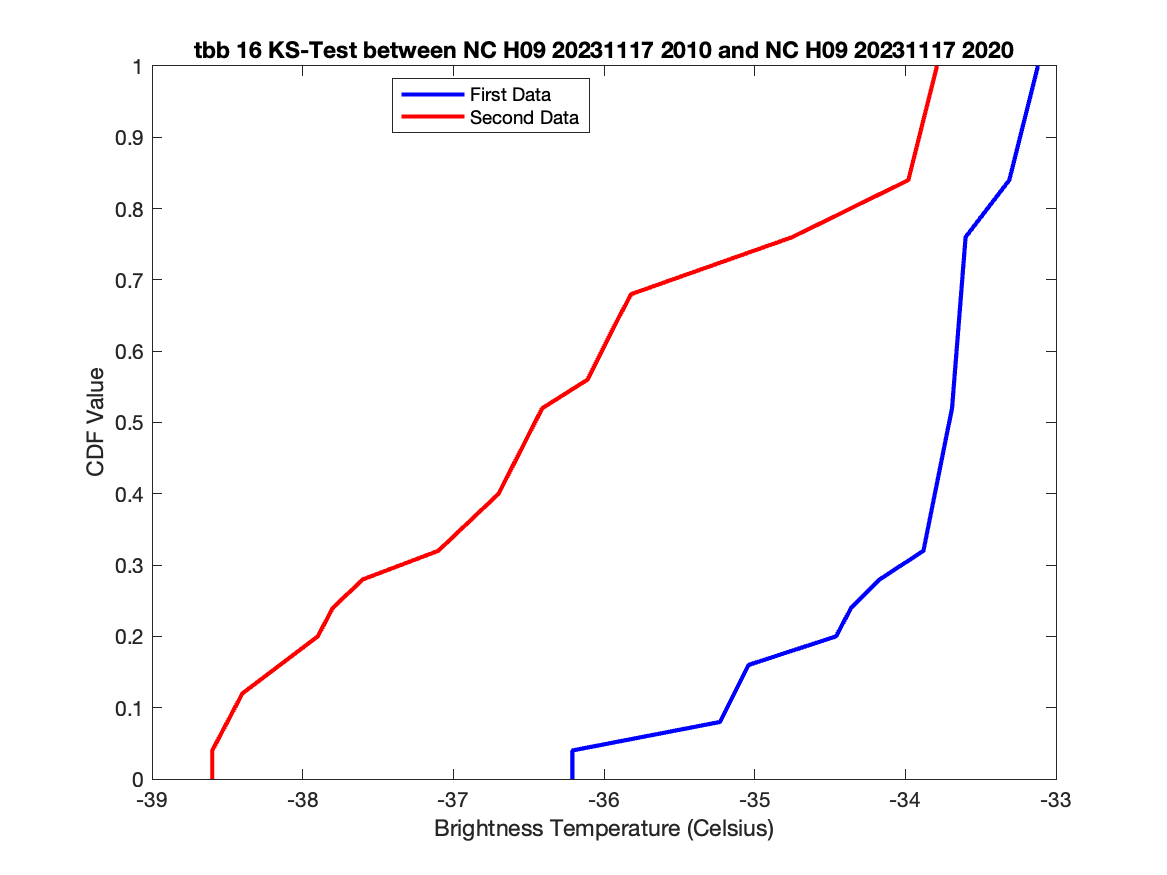 tbb 16 KS-Test between NC H09 20231117 2010 and NC H09 20231117 2020
First Data
Second Data
1
0.9
0.8
0.7
0.6
0.5
0.4
0.3
0.2
0.1
0
CDF Value
-39 -38 -37 -36 -35 -34 -33
Brightness Temperature (Celsius)